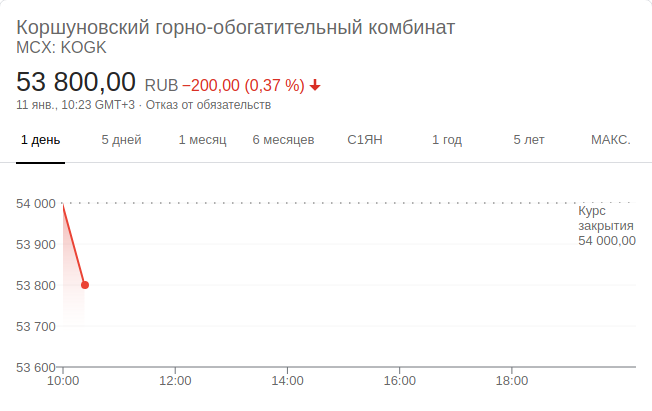 Коршуновский горно-обогатительный комбинат
MCX: KOGK
53 800,00 RUB −200,00 (0,37 %)
11 янв., 10:23 GMT+3 · Отказ от обязательств
1 день 5 дней 1 месяц 6 месяцев С1ЯН 1 год 5 лет МАКС.
54 000
Курс
закрытия
54 000,00
53 900
53 800
53 700
53 600
10:00 12:00 14:00 16:00 18:00